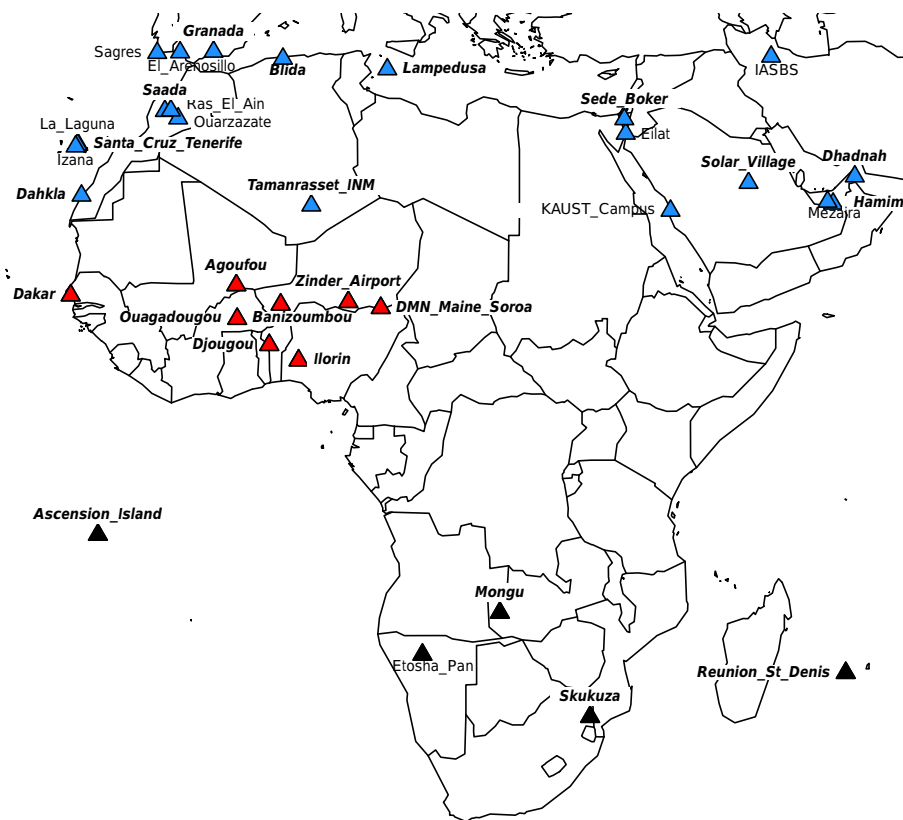 Granada
Sagres
El_Arenosillo
Blida
Lampedusa
IASBS
Saada
Ras_El_Ain
Ouarzazate
Sede_Boker
Eilat
La_Laguna
Santa_Cruz_Tenerife
Izana
Solar_Village
Dhadnah
Dahkla
Tamanrasset_INM
KAUST_Campus
Mezaira
Hamim
Agoufou
Zinder_Airport
Dakar
DMN_Maine_Soroa
Ouagadougou
Banizoumbou
Djougou
Ilorin
Ascension_Island
Mongu
Etosha_Pan
Reunion_St_Denis
Skukuza